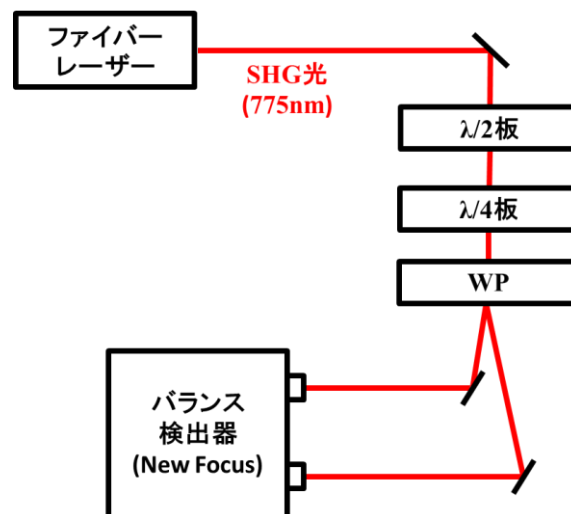 ファイバー
レーザー
SHG光
(775nm)
λ/2板
λ/4板
WP
バランス
検出器
(New Focus)